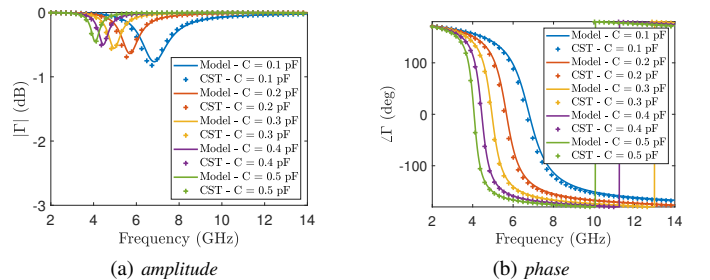 |Γ| (dB)
0
-1
-2
-3
2 4 6 8 10 12 14
Frequency (GHz)
Model - C = 0.1 pF
CST - C = 0.1 pF
Model - C = 0.2 pF
CST - C = 0.2 pF
Model - C = 0.3 pF
CST - C = 0.3 pF
Model - C = 0.4 pF
CST - C = 0.4 pF
Model - C = 0.5 pF
CST - C = 0.5 pF
(a) amplitude
∠Γ (deg)
100
0
-100
2 4 6 8 10 12 14
Frequency (GHz)
Model - C = 0.1 pF
CST - C = 0.1 pF
Model - C = 0.2 pF
CST - C = 0.2 pF
Model - C = 0.3 pF
CST - C = 0.3 pF
Model - C = 0.4 pF
CST - C = 0.4 pF
Model - C = 0.5 pF
CST - C = 0.5 pF
(b) phase